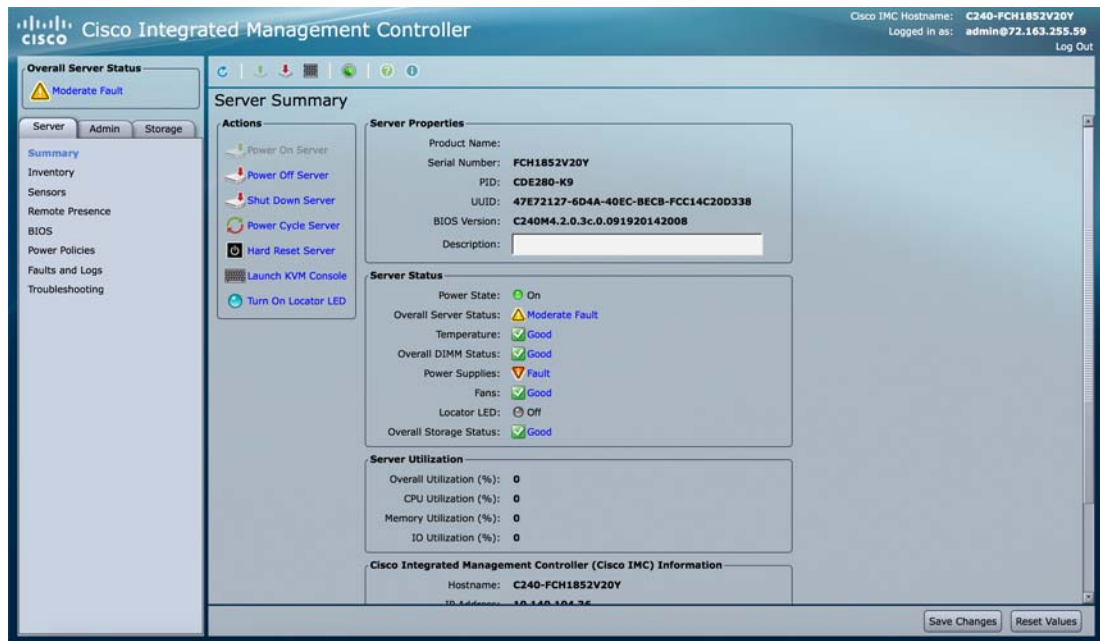 CISCO Cisco Integrated Management Controller
Cisco IMC Hostname: C240-FCH1852V20Y
Logged in as: admin@72.163.255.59
Log Out
Overall Server Status
Moderate Fault
Server Admin Storage
Summary
Inventory
Sensors
Remote Presence
BIOS
Power Policies
Faults and Logs
Troubleshooting
Server Summary
Actions
Power On Server
Power Off Server
Shut Down Server
Power Cycle Server
Hard Reset Server
Launch KVM Console
Turn On Locator LED
Server Properties
Product Name:
Serial Number: FCH1852V20Y
PID: CDE280-K9
UUID: 47E72127-6D4A-40EC-BECB-FCC14C20D338
BIOS Version: C240M4.2.0.3c.0.091920142008
Description:
Server Status
Power State: On
Overall Server Status: Moderate Fault
Temperature: Good
Overall DIMM Status: Good
Power Supplies: Fault
Fans: Good
Locator LED: Off
Overall Storage Status: Good
Server Utilization
Overall Utilization (%): 0
CPU Utilization (%): 0
Memory Utilization (%): 0
IO Utilization (%): 0
Cisco Integrated Management Controller (Cisco IMC) Information
Hostname: C240-FCH1852V20Y
IP Address:
Save Changes Reset Values